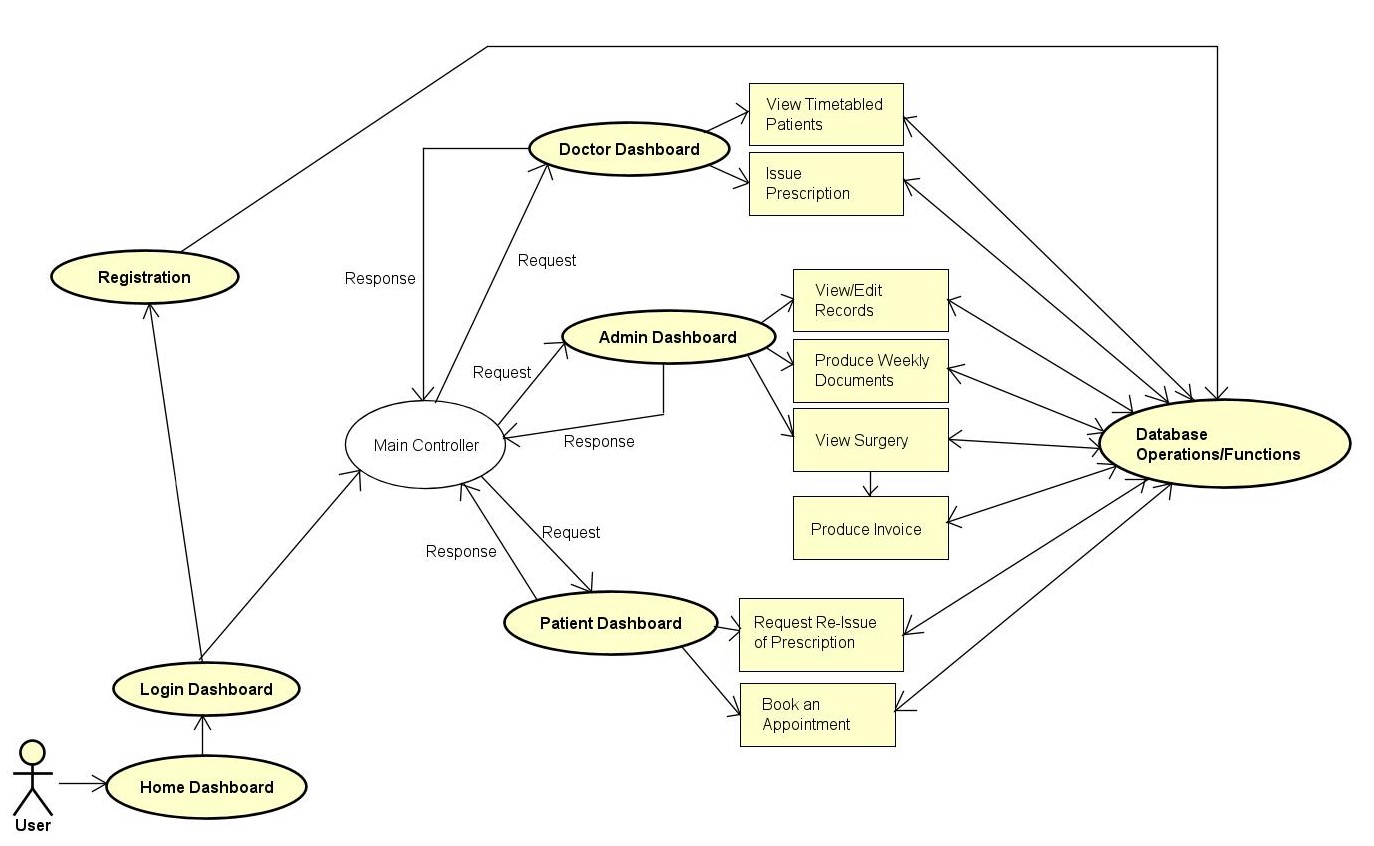 View Timetabled
Patients
Doctor Dashboard
Issue
Prescription
Request
Response
Registration
View/Edit
Records
Admin Dashboard
Produce Weekly
Documents
Request
Main Controller
Response
View Surgery
Database
Operations/Functions
Produce Invoice
Request
Response
Patient Dashboard
Request Re-Issue
of Prescription
Login Dashboard
Book an
Appointment
Home Dashboard
User